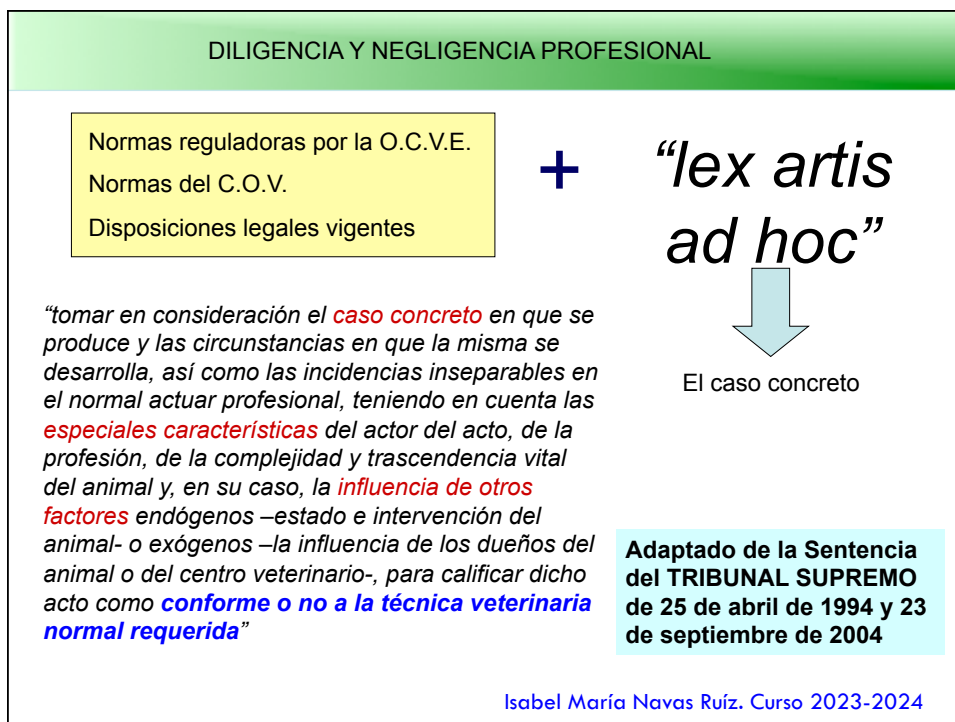 DILIGENCIA Y NEGLIGENCIA PROFESIONAL
Normas reguladoras por la O.C.V.E.
Normas del C.O.V.
Disposiciones legales vigentes
+
“lex artis
ad hoc”
El caso concreto
“tomar en consideración el caso concreto en que se
produce y las circunstancias en que la misma se
desarrolla, así como las incidencias inseparables en
el normal actuar profesional, teniendo en cuenta las
especiales características del actor del acto, de la
profesión, de la complejidad y trascendencia vital
del animal y, en su caso, la influencia de otros
factores endógenos –estado e intervención del
animal- o exógenos –la influencia de los dueños del
animal o del centro veterinario-, para calificar dicho
acto como conforme o no a la técnica veterinaria
normal requerida”
Adaptado de la Sentencia
del TRIBUNAL SUPREMO
de 25 de abril de 1994 y 23
de septiembre de 2004
Isabel María Navas Ruíz. Curso 2023-2024